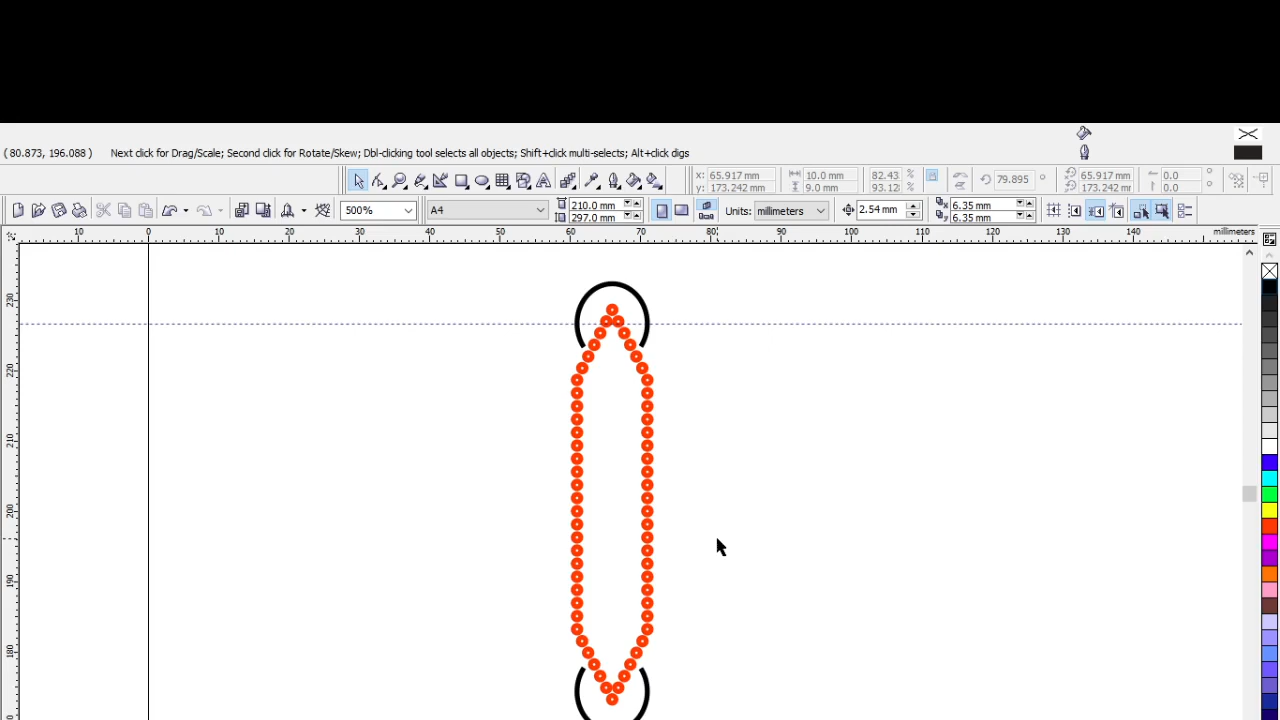 (80.873, 196.088 ) Next click for Drag/Scale; Second click for Rotate/Skew; Dbl-clicking tool selects all objects; Shift+click multi-selects; Alt+click digs
x: 65.917 mm 10.0 mm 82.43 % 79.895 ° 65.917 mm 0.0 °
y: 173.242 mm 9.0 mm 93.12 % 173.242 mr 0.0 °
500% A4 210.0 mm 297.0 mm Units: millimeters 2.54 mm 6.35 mm 6.35 mm
10 0 10 20 30 40 50 60 70 80 90 100 110 120 130 140 millimeters
230
220
210
200
190
180